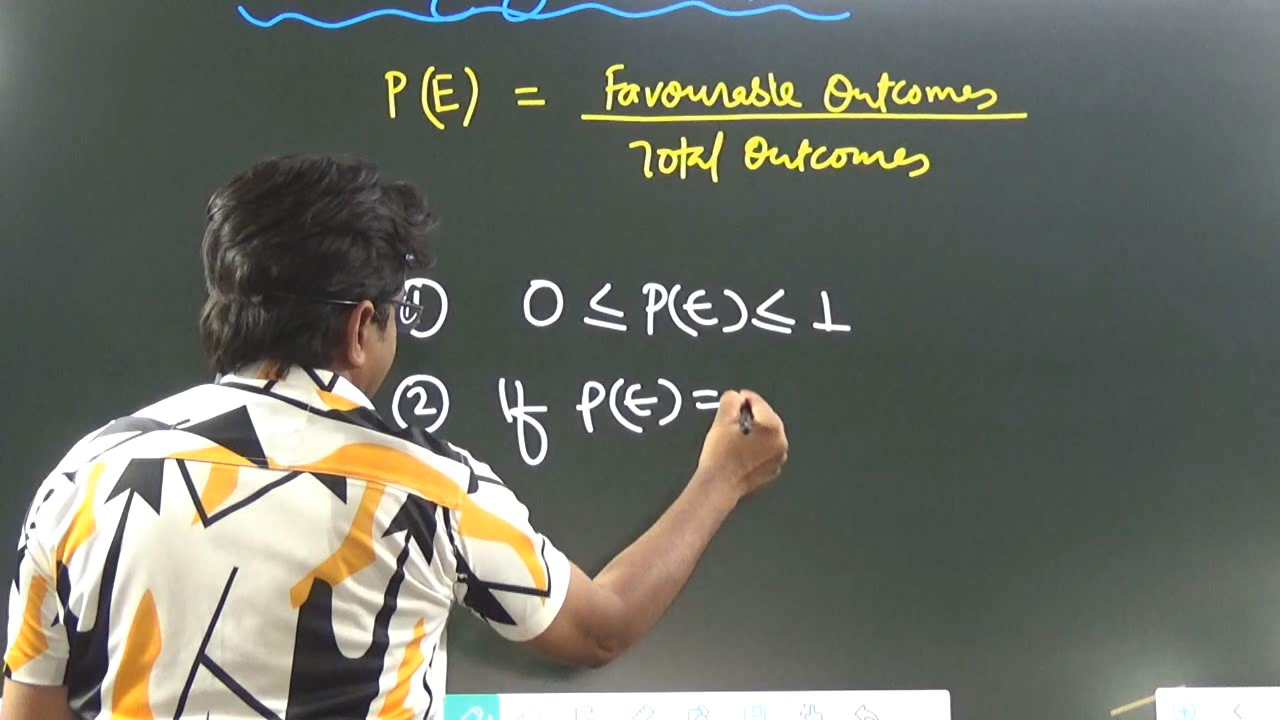 P(E) = Favourable Outcomes
Total Outcomes
① 0 ≤ P(E) ≤ 1
② If P(E) =